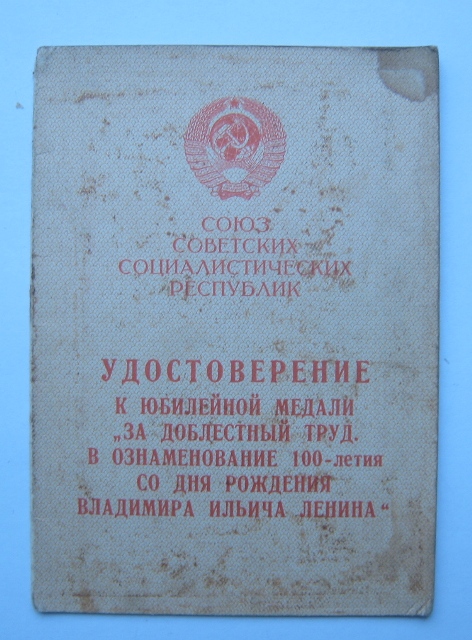 СОЮЗ
СОВЕТСКИХ
СОЦИАЛИСТИЧЕСКИХ
РЕСПУБЛИК
УДОСТОВЕРЕНИЕ
К ЮБИЛЕЙНОЙ МЕДАЛИ
„ЗА ДОБЛЕСТНЫЙ ТРУД.
В ОЗНАМЕНОВАНИЕ 100-летия
СО ДНЯ РОЖДЕНИЯ
ВЛАДИМИРА ИЛЬИЧА ЛЕНИНА“